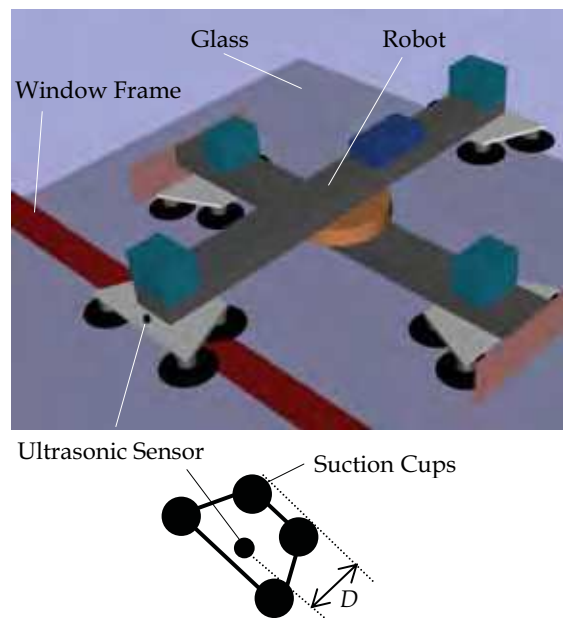 Glass
Robot
Window Frame
Ultrasonic Sensor
Suction Cups
D